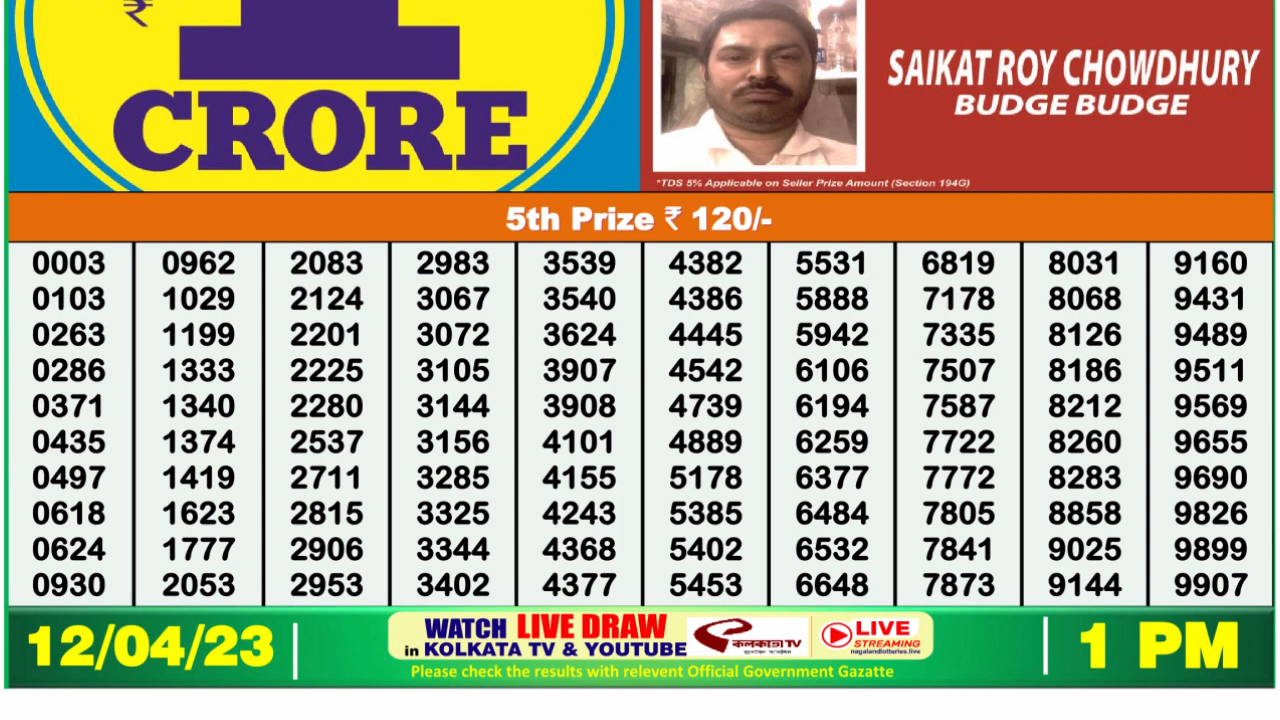 ₹ 1
CRORE
SAIKAT ROY CHOWDHURY
BUDGE BUDGE
*TDS 5% Applicable on Seller Prize Amount (Section 194G)
5th Prize ₹ 120/-
0003 0962 2083 2983 3539 4382 5531 6819 8031 9160
0103 1029 2124 3067 3540 4386 5888 7178 8068 9431
0263 1199 2201 3072 3624 4445 5942 7335 8126 9489
0286 1333 2225 3105 3907 4542 6106 7507 8186 9511
0371 1340 2280 3144 3908 4739 6194 7587 8212 9569
0435 1374 2537 3156 4101 4889 6259 7722 8260 9655
0497 1419 2711 3285 4155 5178 6377 7772 8283 9690
0618 1623 2815 3325 4243 5385 6484 7805 8858 9826
0624 1777 2906 3344 4368 5402 6532 7841 9025 9899
0930 2053 2953 3402 4377 5453 6648 7873 9144 9907
12/04/23
WATCH LIVE DRAW
in KOLKATA TV & YOUTUBE
কলকাতা TV
LIVE
STREAMING
nagalandlotteries.live
Please check the results with relevent Official Government Gazatte
1 PM